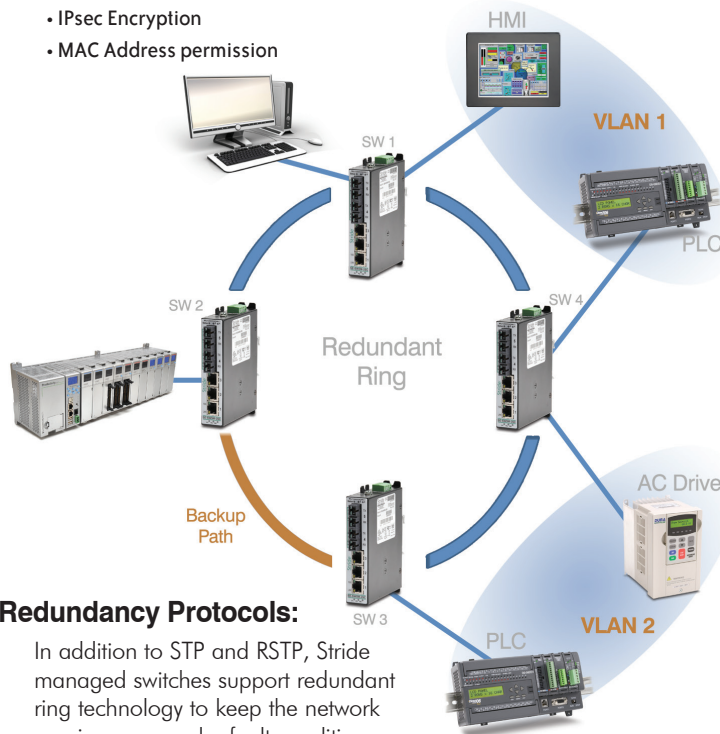 • IPsec Encryption
• MAC Address permission
HMI
VLAN 1
SW 1
PLC
SW 2
SW 4
Redundant
Ring
AC Drive
Backup
Path
SW 3
VLAN 2
PLC
Redundancy Protocols:
In addition to STP and RSTP, Stride
managed switches support redundant
ring technology to keep the network